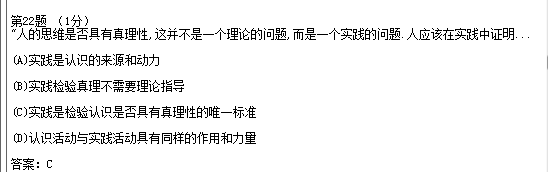 第22题 （1分）
“人的思维是否具有真理性,这并不是一个理论的问题,而是一个实践的问题.人应该在实践中证明...
(A)实践是认识的来源和动力
(B)实践检验真理不需要理论指导
(C)实践是检验认识是否具有真理性的唯一标准
(D)认识活动与实践活动具有同样的作用和力量
答案：C